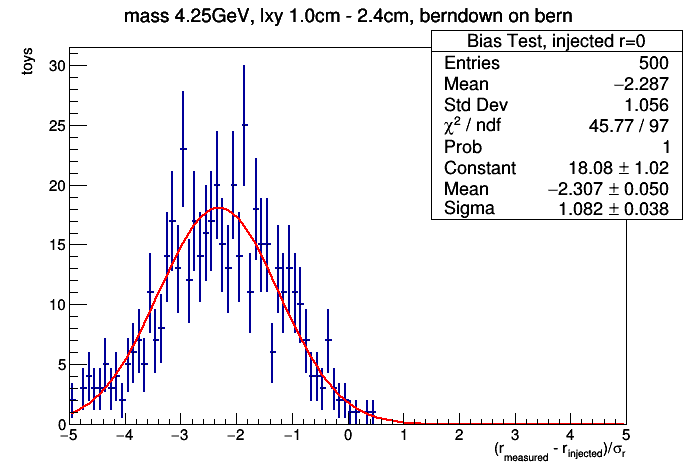 mass 4.25GeV, lxy 1.0cm - 2.4cm, berndown on bern
Bias Test, injected r=0
Entries 500
Mean −2.287
Std Dev 1.056
χ² / ndf 45.77 / 97
Prob 1
Constant 18.08 ± 1.02
Mean −2.307 ± 0.050
Sigma 1.082 ± 0.038
toys
30
25
20
15
10
5
0
−5 −4 −3 −2 −1 0 1 2 3 4 5
(r_measured - r_injected)/σ_r